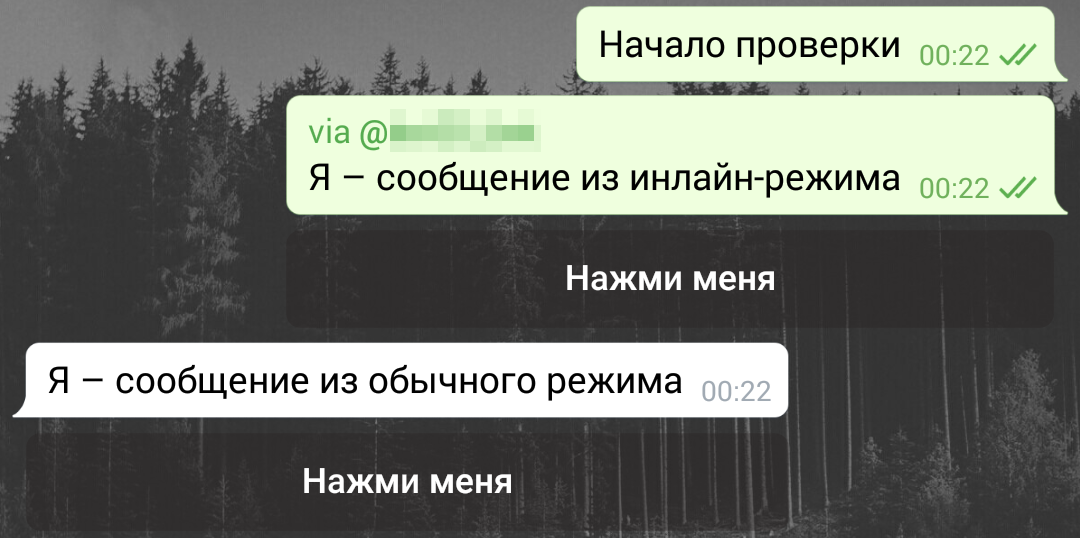 Начало проверки 00:22
via @
Я – сообщение из инлайн-режима 00:22
Нажми меня
Я – сообщение из обычного режима 00:22
Нажми меня